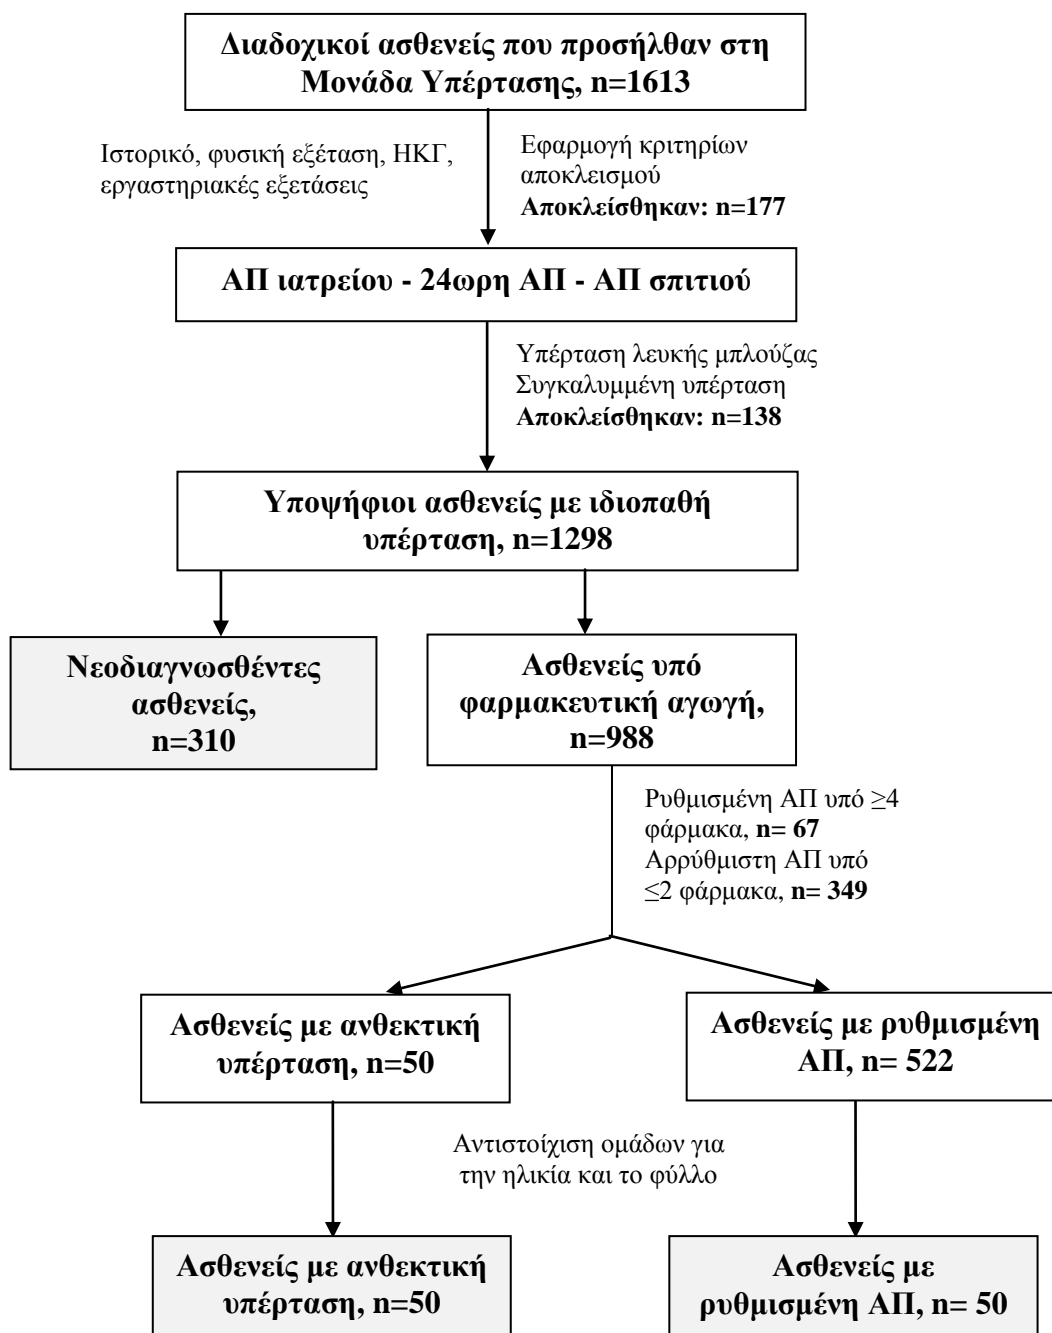 Διαδοχικοί ασθενείς που προσήλθαν στη
Μονάδα Υπέρτασης, n=1613
Ιστορικό, φυσική εξέταση, ΗΚΓ,
εργαστηριακές εξετάσεις
Εφαρμογή κριτηρίων
αποκλεισμού
Αποκλείσθηκαν: n=177
ΑΠ ιατρείου - 24ωρη ΑΠ - ΑΠ σπιτιού
Υπέρταση λευκής μπλούζας
Συγκαλυμμένη υπέρταση
Αποκλείσθηκαν: n=138
Υποψήφιοι ασθενείς με ιδιοπαθή
υπέρταση, n=1298
Νεοδιαγνωσθέντες
ασθενείς,
n=310
Ασθενείς υπό
φαρμακευτική αγωγή,
n=988
Ρυθμισμένη ΑΠ υπό ≥4
φάρμακα, n= 67
Αρρύθμιστη ΑΠ υπό
≤2 φάρμακα, n= 349
Ασθενείς με ανθεκτική
υπέρταση, n=50
Ασθενείς με ρυθμισμένη
ΑΠ, n= 522
Αντιστοίχιση ομάδων για
την ηλικία και το φύλλο
Ασθενείς με ανθεκτική
υπέρταση, n=50
Ασθενείς με
ρυθμισμένη ΑΠ, n= 50